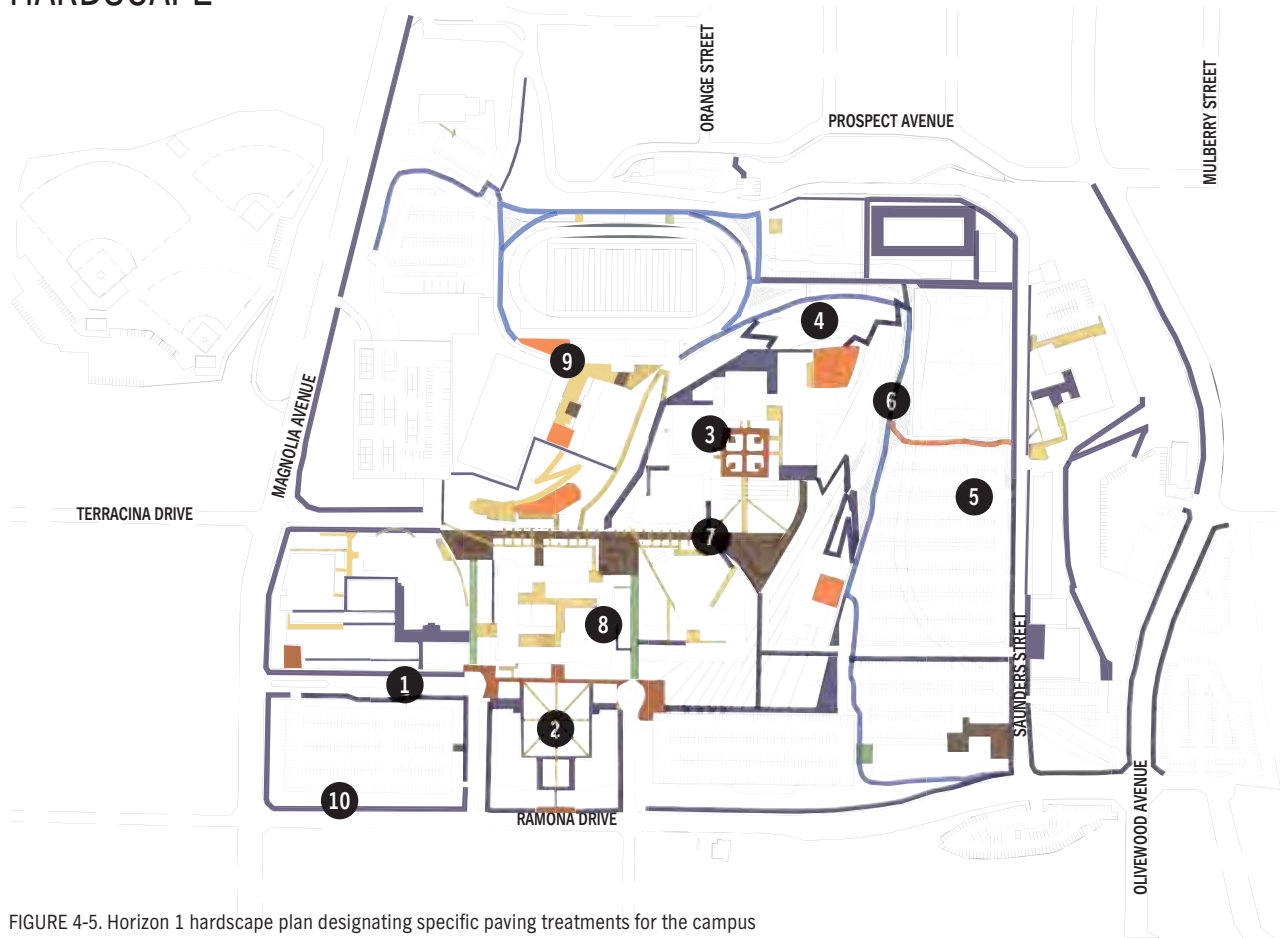 HARDSCAPE
ORANGE STREET
PROSPECT AVENUE
MULBERRY STREET
4
9
6
3
MAGNOLIA AVENUE
5
TERRACINA DRIVE
7
8
SAUNDERS STREET
1
2
10
RAMONA DRIVE
OLIVEWOOD AVENUE
FIGURE 4-5. Horizon 1 hardscape plan designating specific paving treatments for the campus